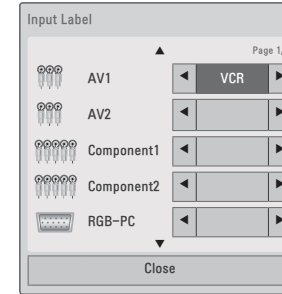 Input Label
Page 1/
AV1 VCR
AV2
Component1
Component2
RGB-PC
Close